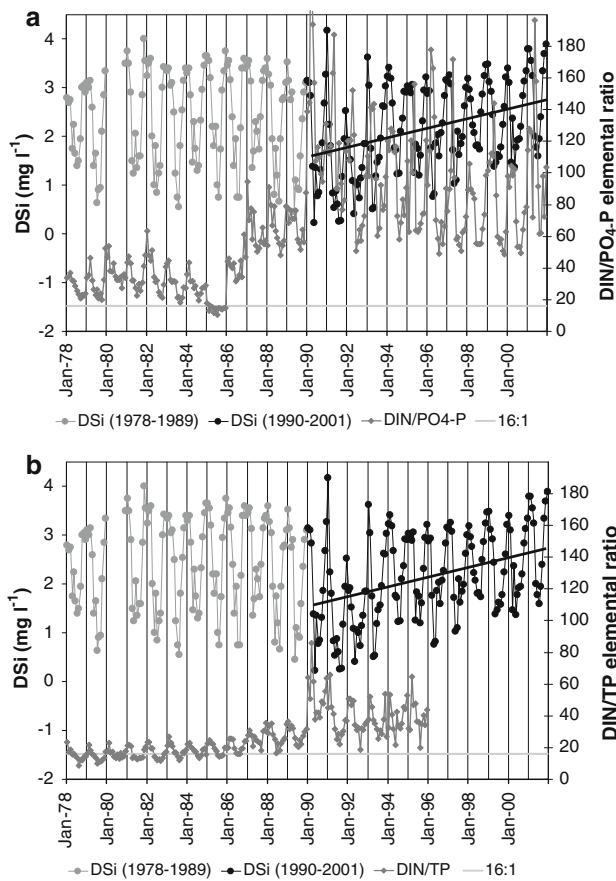 a
DSi (mg l⁻¹)
4
3
2
1
0
-1
-2
180
160
140
120
100
80
60
40
20
0
DIN/PO₄-P elemental ratio
Jan-78
Jan-80
Jan-82
Jan-84
Jan-86
Jan-88
Jan-90
Jan-92
Jan-94
Jan-96
Jan-98
Jan-00
DSi (1978-1989) DSi (1990-2001) DIN/PO4-P 16:1
b
DSi (mg l⁻¹)
4
3
2
1
0
-1
-2
180
160
140
120
100
80
60
40
20
0
DIN/TP elemental ratio
Jan-78
Jan-80
Jan-82
Jan-84
Jan-86
Jan-88
Jan-90
Jan-92
Jan-94
Jan-96
Jan-98
Jan-00
DSi (1978-1989) DSi (1990-2001) DIN/TP 16:1